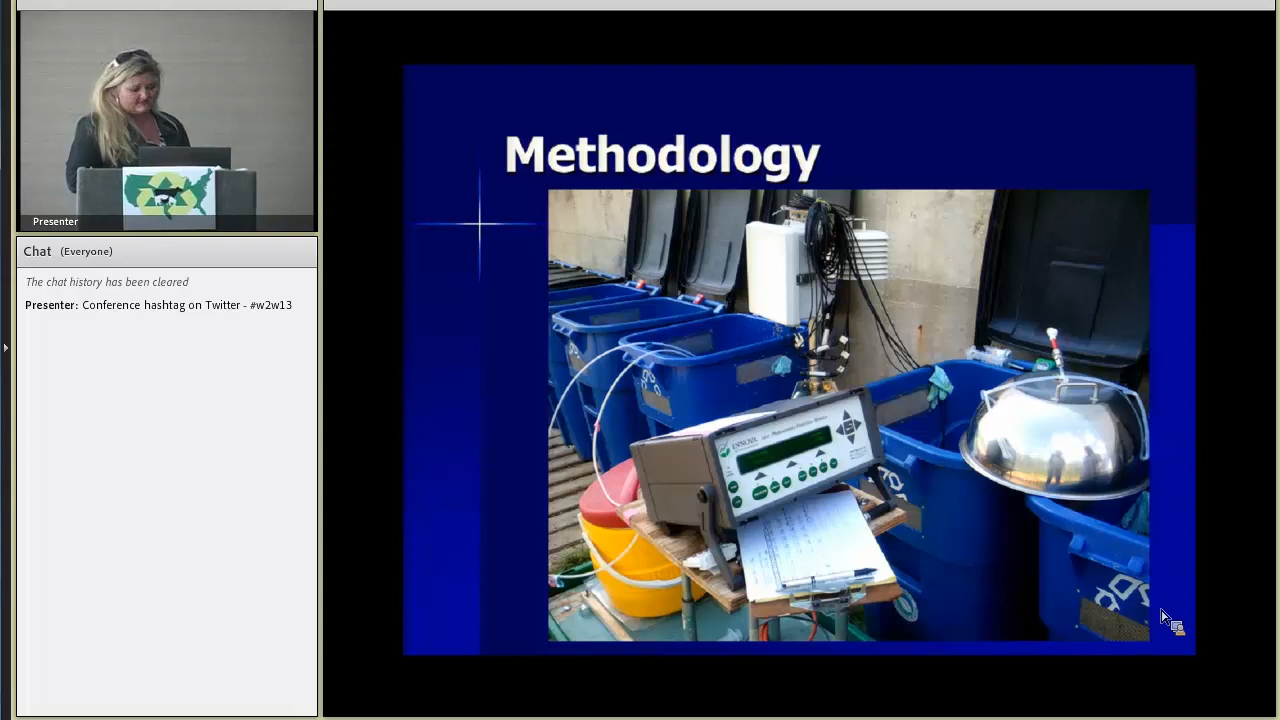 Presenter
Chat (Everyone)
The chat history has been cleared
Presenter: Conference hashtag on Twitter - #w2w13
Methodology